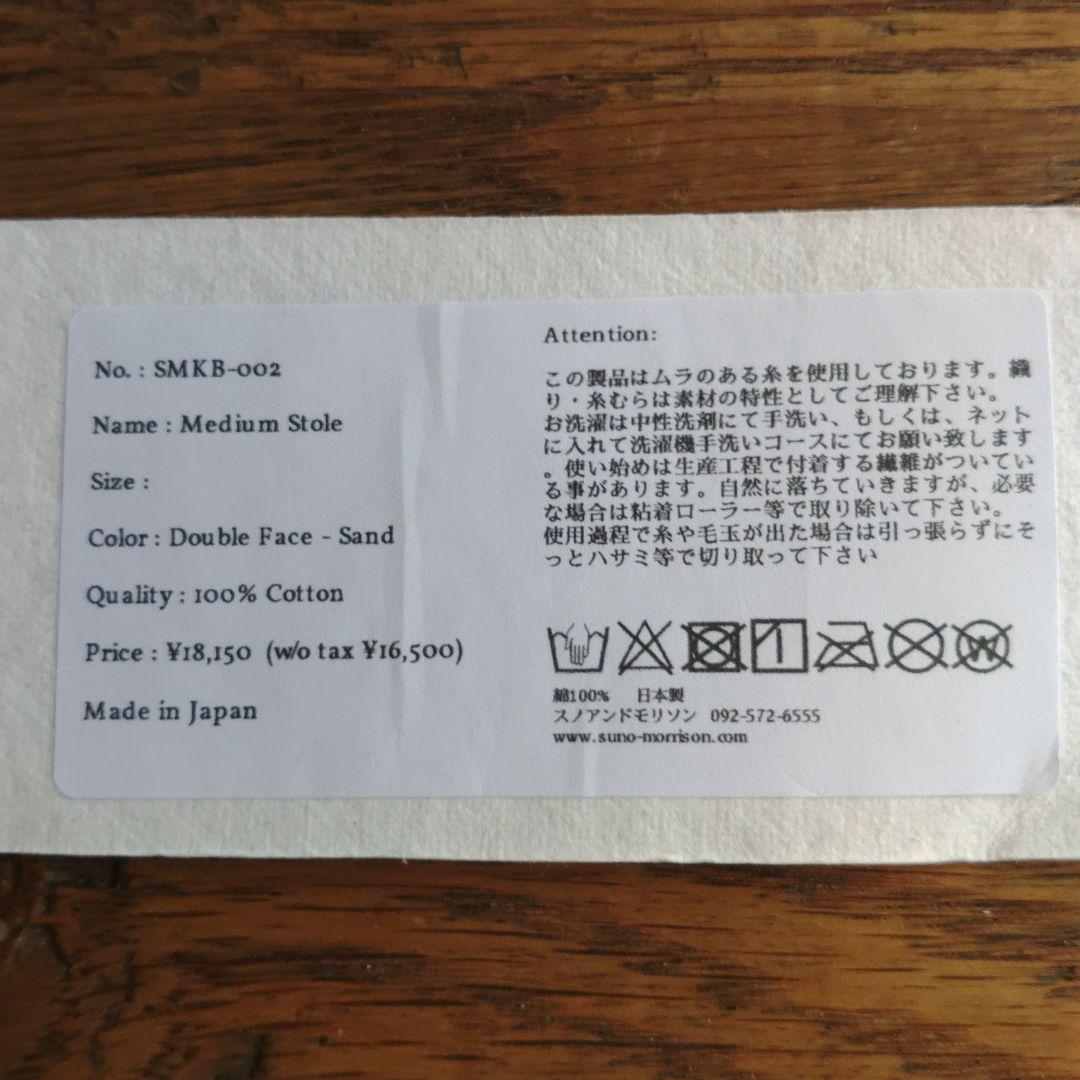 No. : SMKB-002
Name : Medium Stole
Size :
Color : Double Face - Sand
Quality : 100% Cotton
Price : ¥18,150 (w/o tax ¥16,500)
Made in Japan
Attention:
この製品はムラのある糸を使用しております。織
り・糸むらは素材の特性としてご理解下さい。
お洗濯は中性洗剤にて手洗い、もしくは、ネット
に入れて洗濯機手洗いコースにてお願い致します
。使い始めは生産工程で付着する繊維がついてい
る事があります。自然に落ちていきますが、必要
な場合は粘着ローラー等で取り除いて下さい。
使用過程で糸や毛玉が出た場合は引っ張らずにそ
っとハサミ等で切り取って下さい
W
綿100% 日本製
スノアンドモリソン 092-572-6555
www.suno-morrison.com